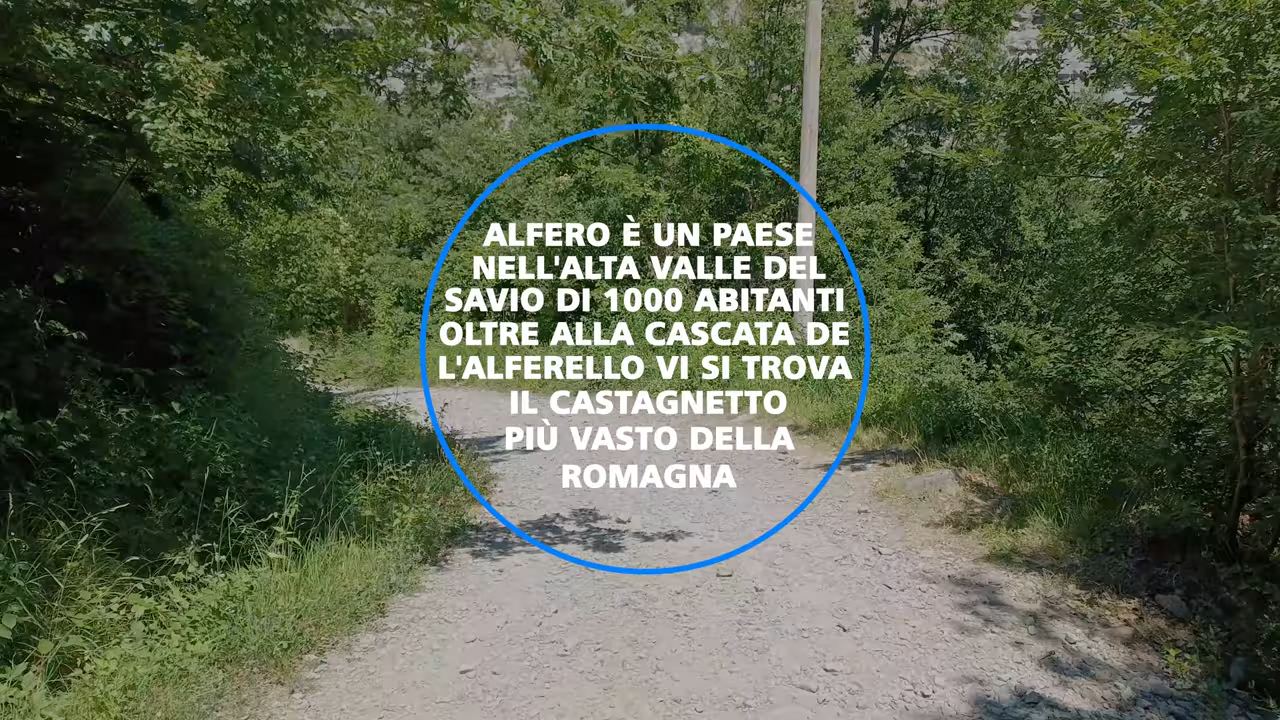 ALFERO È UN PAESE
NELL'ALTA VALLE DEL
SAVIO DI 1000 ABITANTI
OLTRE ALLA CASCATA DE
L'ALFERELLO VI SI TROVA
IL CASTAGNETTO
PIÙ VASTO DELLA
ROMAGNA